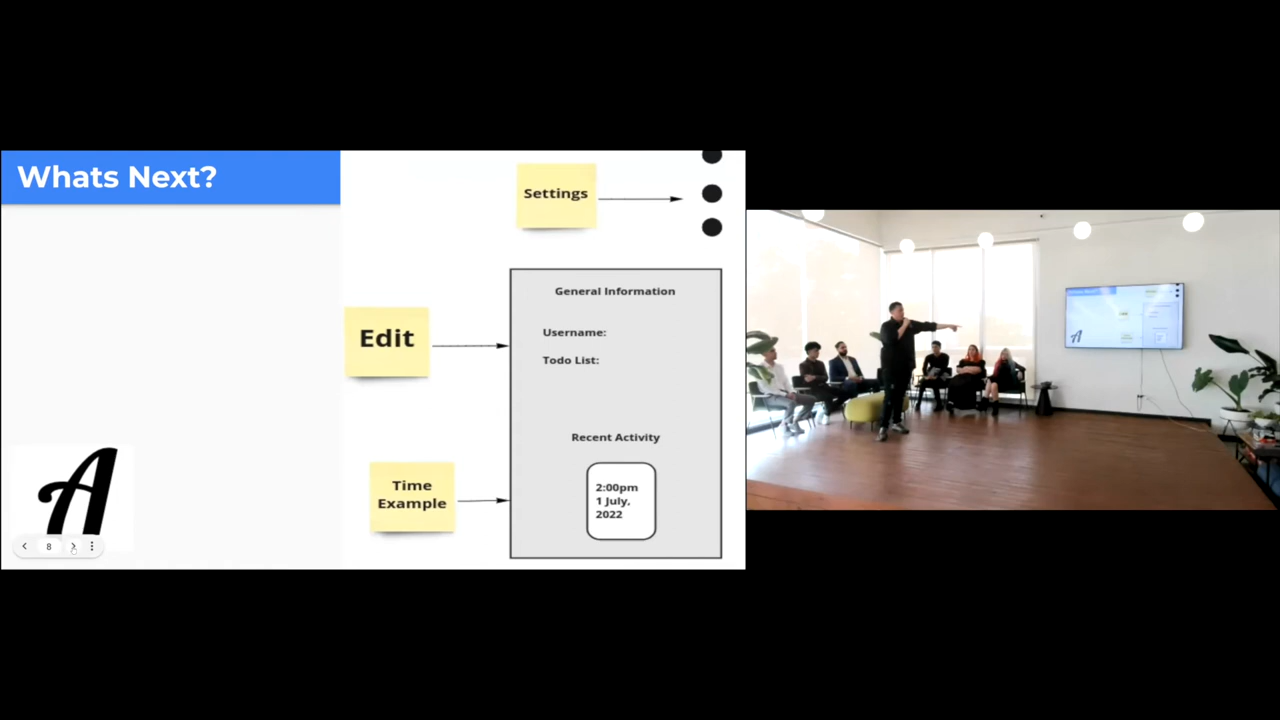 Whats Next?
Settings
General Information
Edit
Username:
Todo List:
Recent Activity
Time
Example
2:00pm
1 July,
2022
A
8